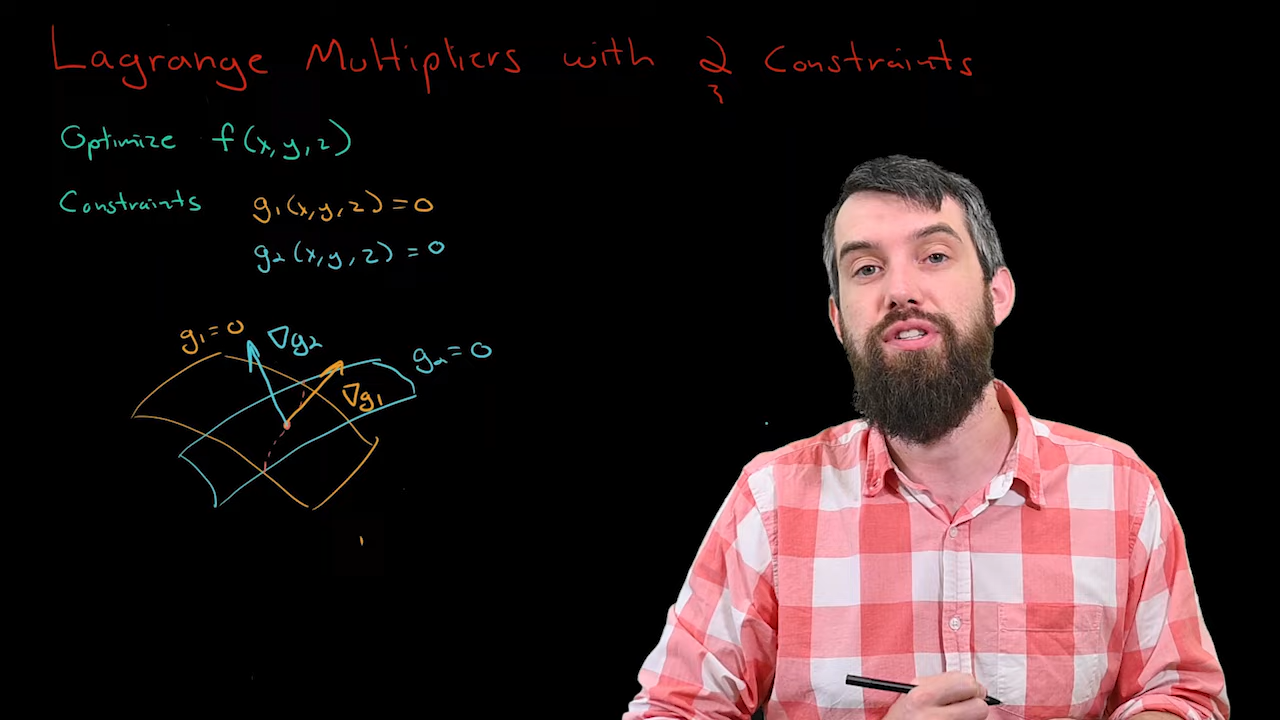 Lagrange Multipliers with 2 Constraints
Optimize f(x,y,z)
Constraints g₁(x,y,z)=0
g₂(x,y,z)=0
g₁=0
∇g₂
g₂=0
∇g₁